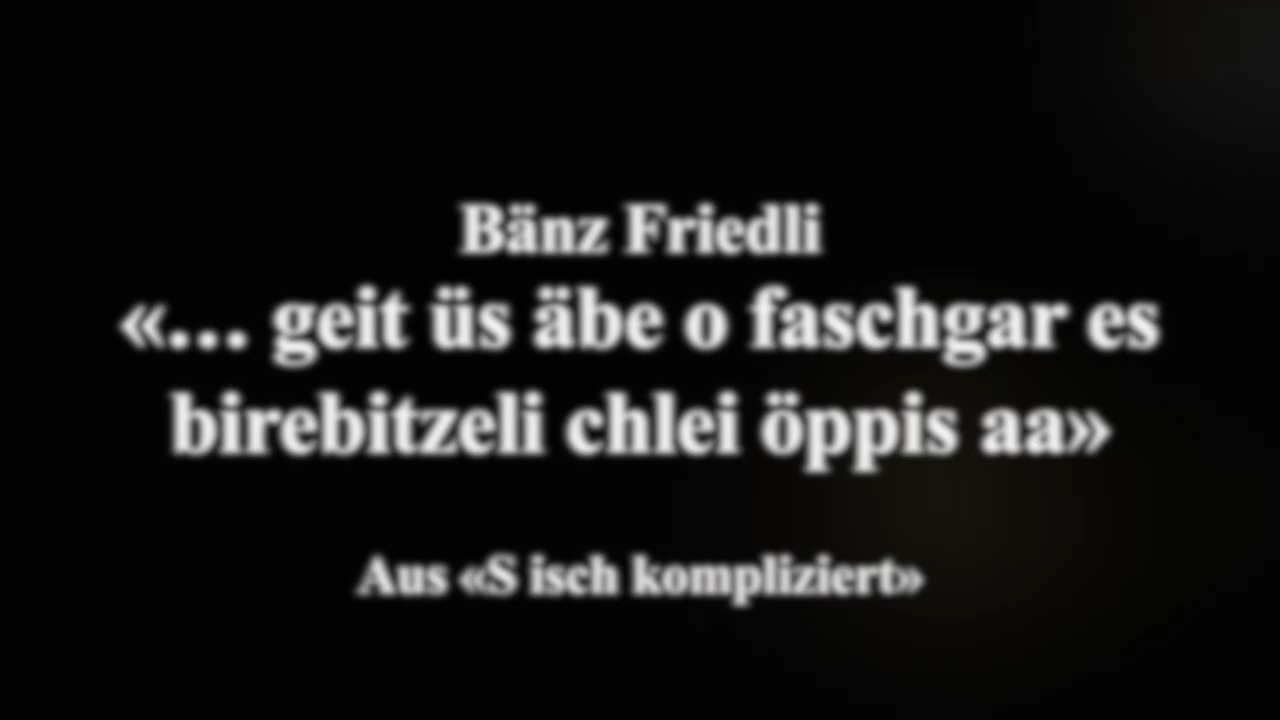 Bänz Friedli
«… geit üs äbe o faschgar es
birebitzeli chlei öppis aa»
Aus «S isch kompliziert»